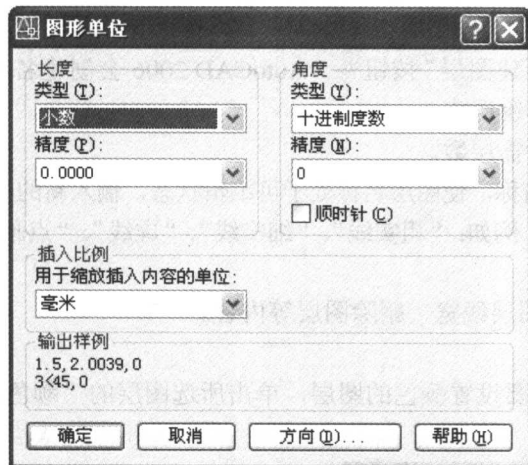 图形单位
长度
类型(T):
小数
精度(P):
0.0000
角度
类型(Y):
十进制度数
精度(N):
0
顺时针(C)
插入比例
用于缩放插入内容的单位:
毫米
输出样例
1.5,2.0039,0
3<45,0
确定 取消 方向(D)... 帮助(H)